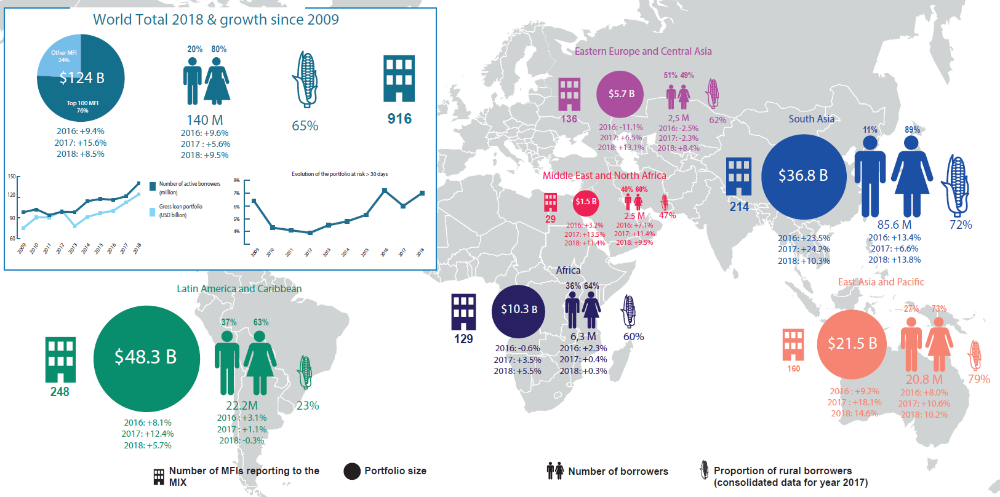 World Total 2018 & growth since 2009
Other MFI
24%
$124 B
Top 100 MFI
76%
2016: +9.4%
2017: +15.6%
2018: +8.5%
20% 80%
140 M
2016: +9.6%
2017 : +5.6%
2018: +9.5%
65%
916
150
120
90
60
2009 2010 2011 2012 2013 2014 2015 2016 2017 2018
Number of active borrowers
(million)
Gross loan portfolio
(USD billion)
Evolution of the portfolio at risk > 30 days
8%
7%
6%
5%
4%
2009 2010 2011 2012 2013 2014 2015 2016 2017 2018
Eastern Europe and Central Asia
136
$5.7 B
2016: -11.1%
2017: +6.5%
2018: +13.1%
51% 49%
2,5 M
2016: -2.5%
2017: -2.3%
2018: +8.4%
62%
Middle East and North Africa
29
$1.5 B
2016: +3.2%
2017: +13.5%
2018: +11.4%
40% 60%
2.5 M
2016: +7.1%
2017: +11.4%
2018: +9.5%
47%
South Asia
214
$36.8 B
2016: +23.5%
2017: +24.2%
2018: +10.3%
11% 89%
85.6 M
2016: +13.4%
2017: +6.6%
2018: +13.8%
72%
Latin America and Caribbean
248
$48.3 B
2016: +8.1%
2017: +12.4%
2018: +5.7%
37% 63%
22.2M
2016 : +3.1%
2017 : +1.1%
2018: -0.3%
23%
Africa
129
$10.3 B
2016: -0.6%
2017: +3.5%
2018: +5.5%
36% 64%
6,3 M
2016: +2.3%
2017: +0.4%
2018: +0.3%
60%
East Asia and Pacific
160
$21.5 B
2016 : +9.2%
2017 : +18.1%
2018: 14.6%
27% 73%
20.8 M
2016: +8.0%
2017: +10.6%
2018: 10.2%
79%
Number of MFIs reporting to the
MIX
Portfolio size
Number of borrowers
Proportion of rural borrowers
(consolidated data for year 2017)